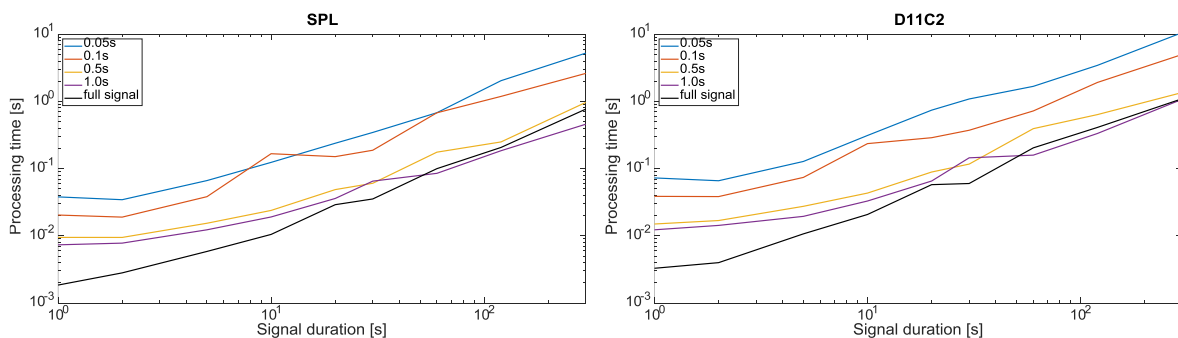 SPL
10^1
10^0
10^-1
10^-2
10^-3
Processing time [s]
0.05s
0.1s
0.5s
1.0s
full signal
10^0
10^1
10^2
Signal duration [s]
D11C2
10^1
10^0
10^-1
10^-2
10^-3
Processing time [s]
0.05s
0.1s
0.5s
1.0s
full signal
10^0
10^1
10^2
Signal duration [s]